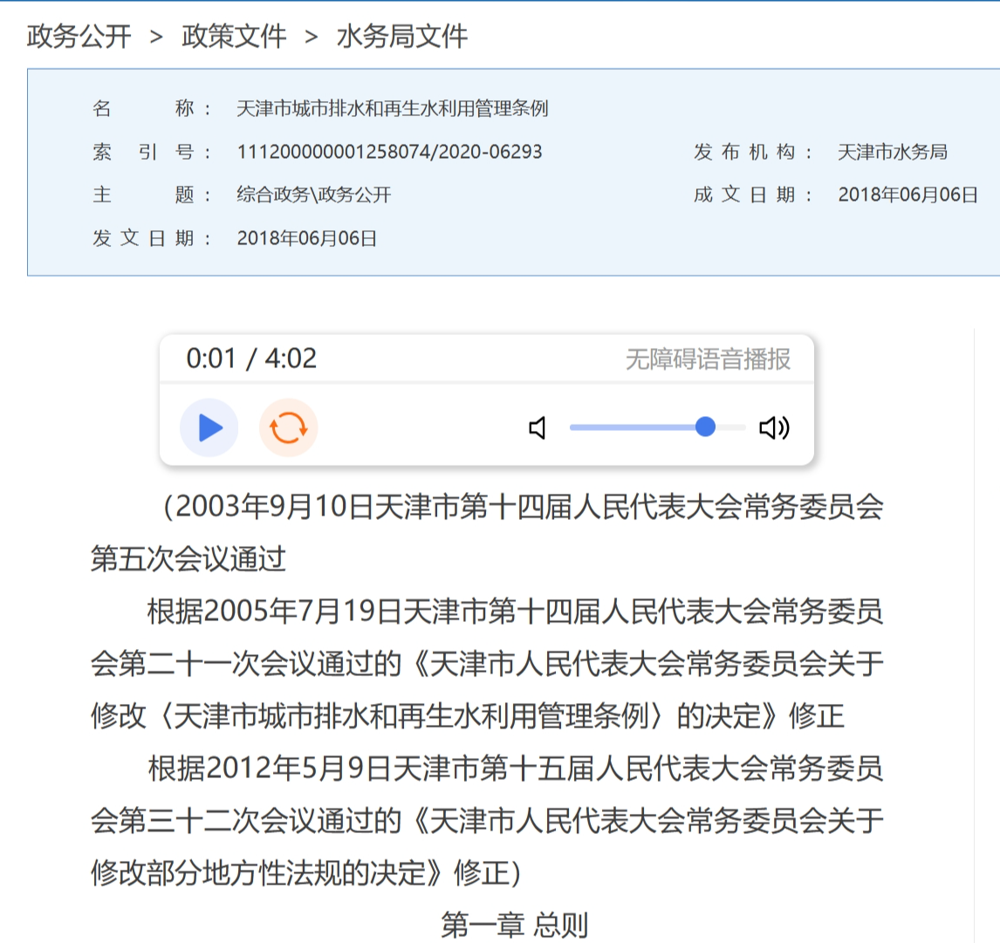 政务公开 > 政策文件 > 水务局文件
名称： 天津市城市排水和再生水利用管理条例
索引号： 111200000001258074/2020-06293 发布机构： 天津市水务局
主题： 综合政务\政务公开 成文日期： 2018年06月06日
发文日期： 2018年06月06日
0:01 / 4:02 无障碍语音播报
（2003年9月10日天津市第十四届人民代表大会常务委员会
第五次会议通过
根据2005年7月19日天津市第十四届人民代表大会常务委员
会第二十一次会议通过的《天津市人民代表大会常务委员会关于
修改〈天津市城市排水和再生水利用管理条例〉的决定》修正
根据2012年5月9日天津市第十五届人民代表大会常务委员
会第三十二次会议通过的《天津市人民代表大会常务委员会关于
修改部分地方性法规的决定》修正）
第一章 总则